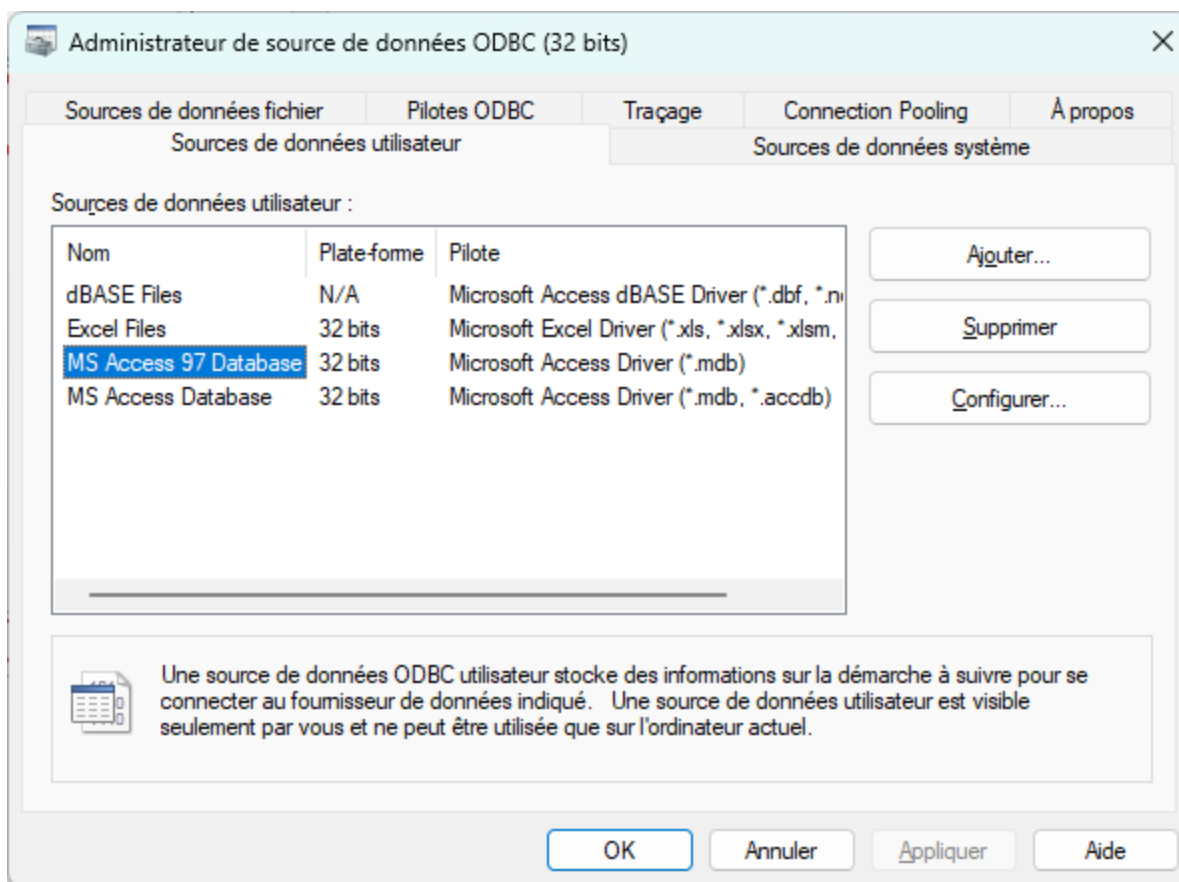 Administrateur de source de données ODBC (32 bits)
Sources de données fichier Pilotes ODBC Traçage Connection Pooling À propos
Sources de données utilisateur Sources de données système
Sources de données utilisateur :
Nom Plate-forme Pilote
dBASE Files N/A Microsoft Access dBASE Driver (*.dbf, *.n
Excel Files 32 bits Microsoft Excel Driver (*.xls, *.xlsx, *.xlsm,
MS Access 97 Database 32 bits Microsoft Access Driver (*.mdb)
MS Access Database 32 bits Microsoft Access Driver (*.mdb, *.accdb)
Ajouter...
Supprimer
Configurer...
Une source de données ODBC utilisateur stocke des informations sur la démarche à suivre pour se
connecter au fournisseur de données indiqué. Une source de données utilisateur est visible
seulement par vous et ne peut être utilisée que sur l'ordinateur actuel.
OK Annuler Appliquer Aide